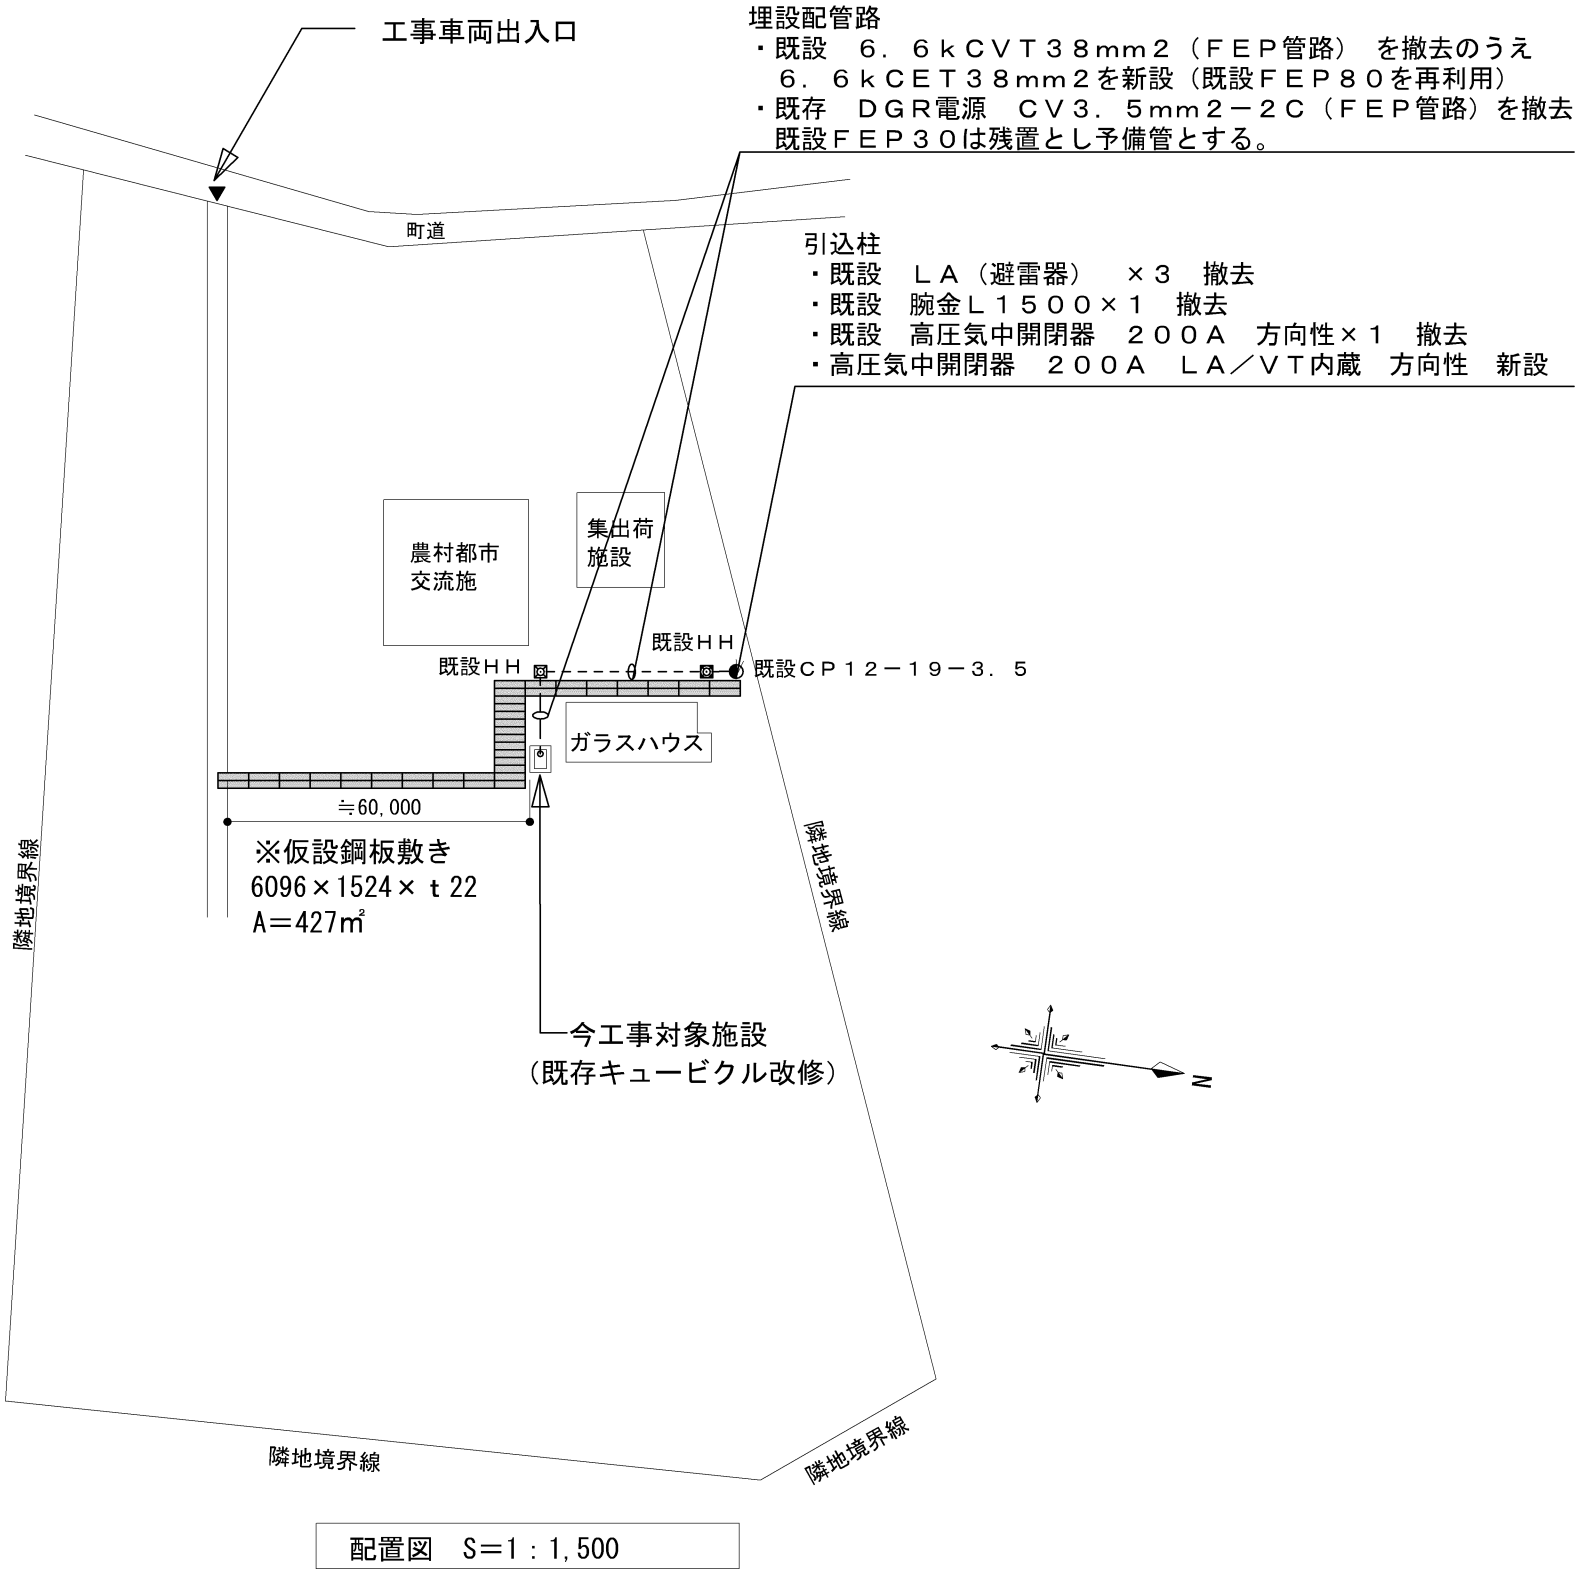 工事車両出入口
埋設配管路
・既設　６．６ｋＣＶＴ３８ｍｍ２（ＦＥＰ管路）　を撤去のうえ
６．６ｋＣＥＴ３８ｍｍ２を新設（既設ＦＥＰ８０を再利用）
・既存　ＤＧＲ電源　ＣＶ３．５ｍｍ２－２Ｃ（ＦＥＰ管路）を撤去
既設ＦＥＰ３０は残置とし予備管とする。
町道
引込柱
・既設　ＬＡ（避雷器）　×３　撤去
・既設　腕金Ｌ１５００×１　撤去
・既設　高圧気中開閉器　２００Ａ　方向性×１　撤去
・高圧気中開閉器　２００Ａ　ＬＡ／ＶＴ内蔵　方向性　新設
農村都市
交流施
集出荷
施設
既設ＨＨ
既設ＨＨ
既設ＣＰ１２－１９－３．５
ガラスハウス
≒60,000
※仮設鋼板敷き
6096×1524×ｔ22
A＝427㎡
隣地境界線
隣地境界線
今工事対象施設
（既存キュービクル改修）
N
隣地境界線
隣地境界線
配置図　S＝1：1,500